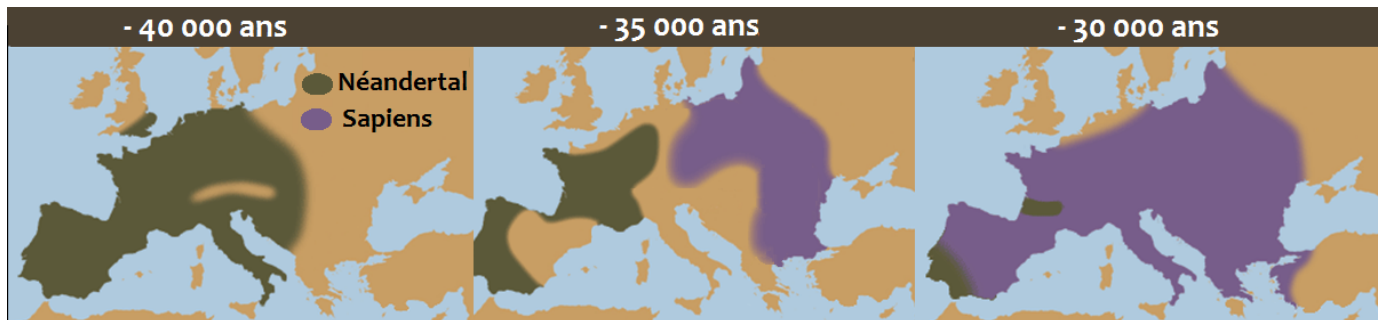 - 40 000 ans
- 35 000 ans
- 30 000 ans
Néandertal
Sapiens